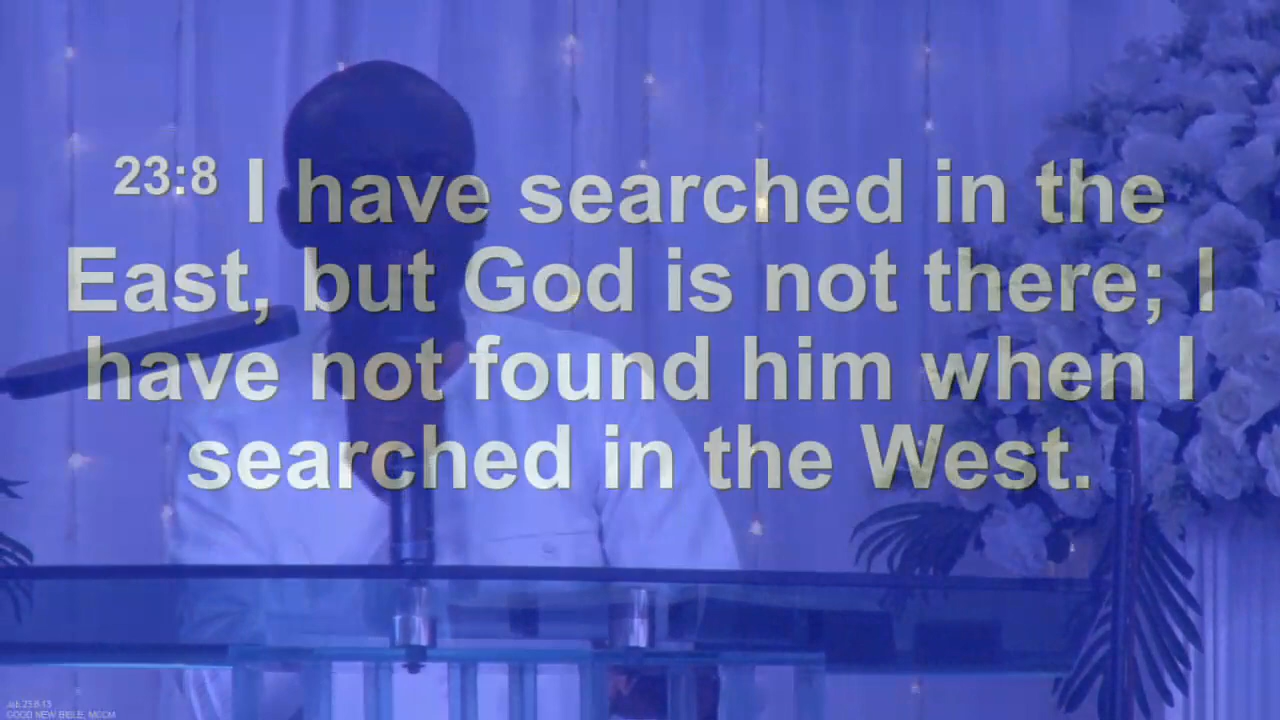 23:8 I have searched in the
East, but God is not there; I
have not found him when I
searched in the West.
GOOD NEW BIBLE, MCCM